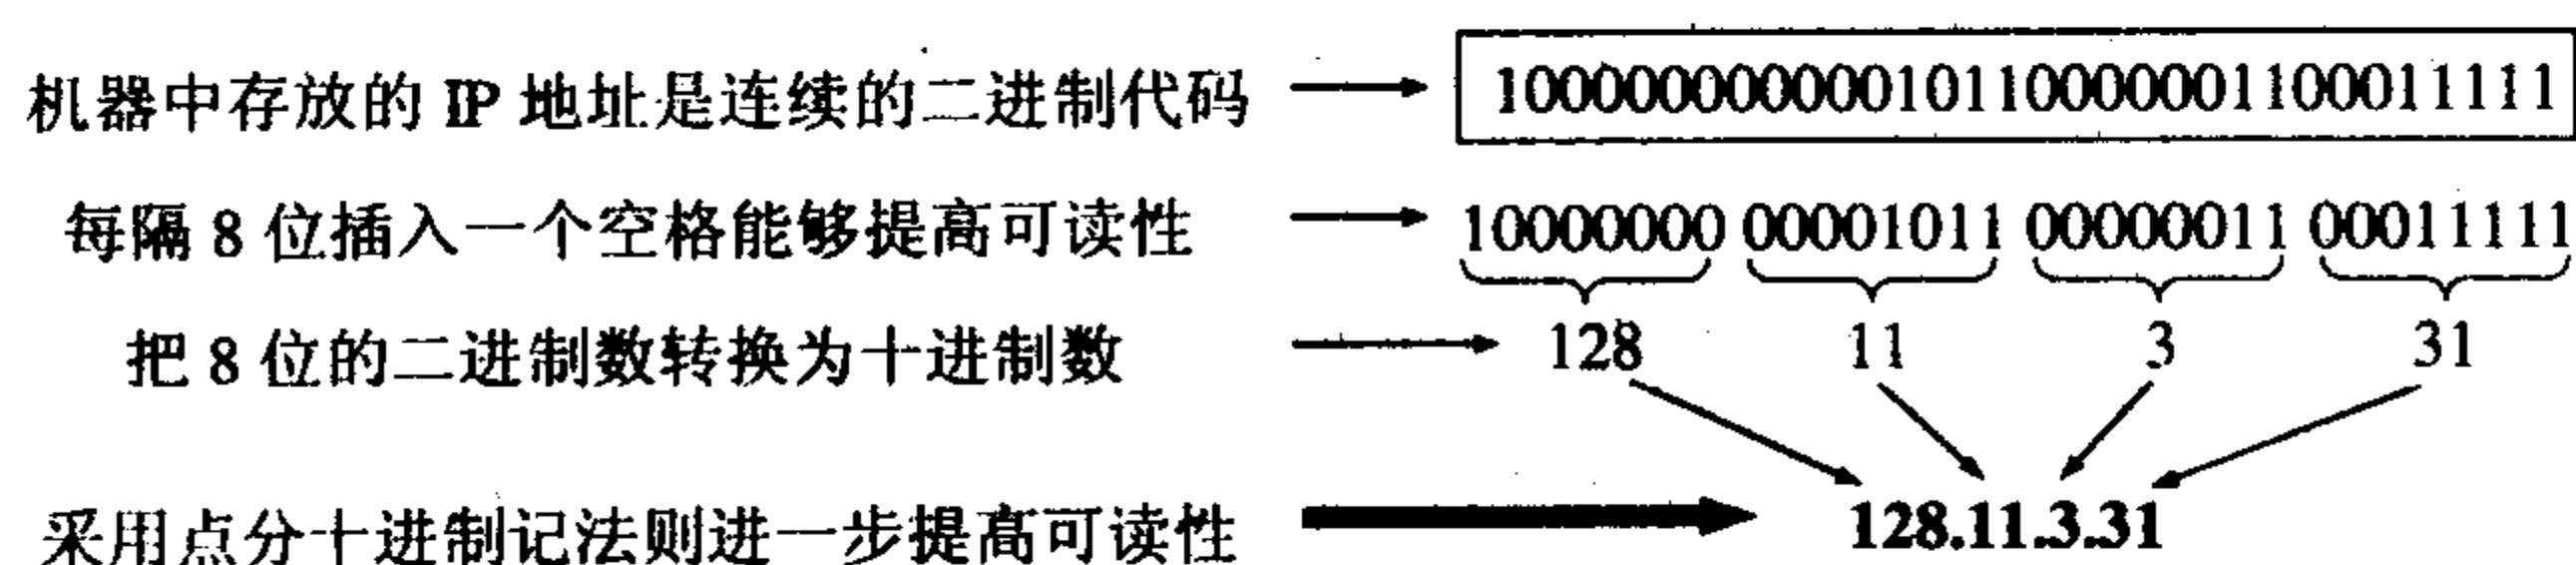 机器中存放的 IP 地址是连续的二进制代码 10000000000010110000001100011111
每隔 8 位插入一个空格能够提高可读性 10000000 00001011 00000011 00011111
把 8 位的二进制数转换为十进制数 128 11 3 31
采用点分十进制记法则进一步提高可读性 128.11.3.31